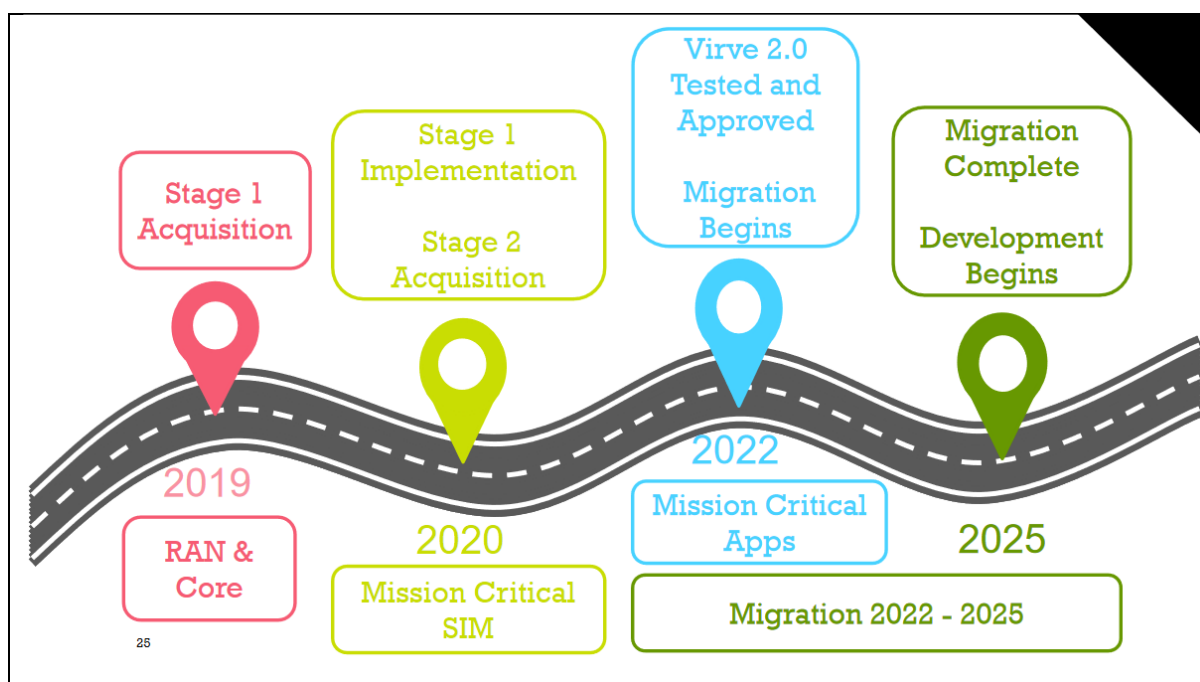 Stage 1
Acquisition
2019
RAN &
Core
Stage 1
Implementation
Stage 2
Acquisition
2020
Mission Critical
SIM
Virve 2.0
Tested and
Approved
Migration
Begins
2022
Mission Critical
Apps
Migration
Complete
Development
Begins
2025
Migration 2022 - 2025
25